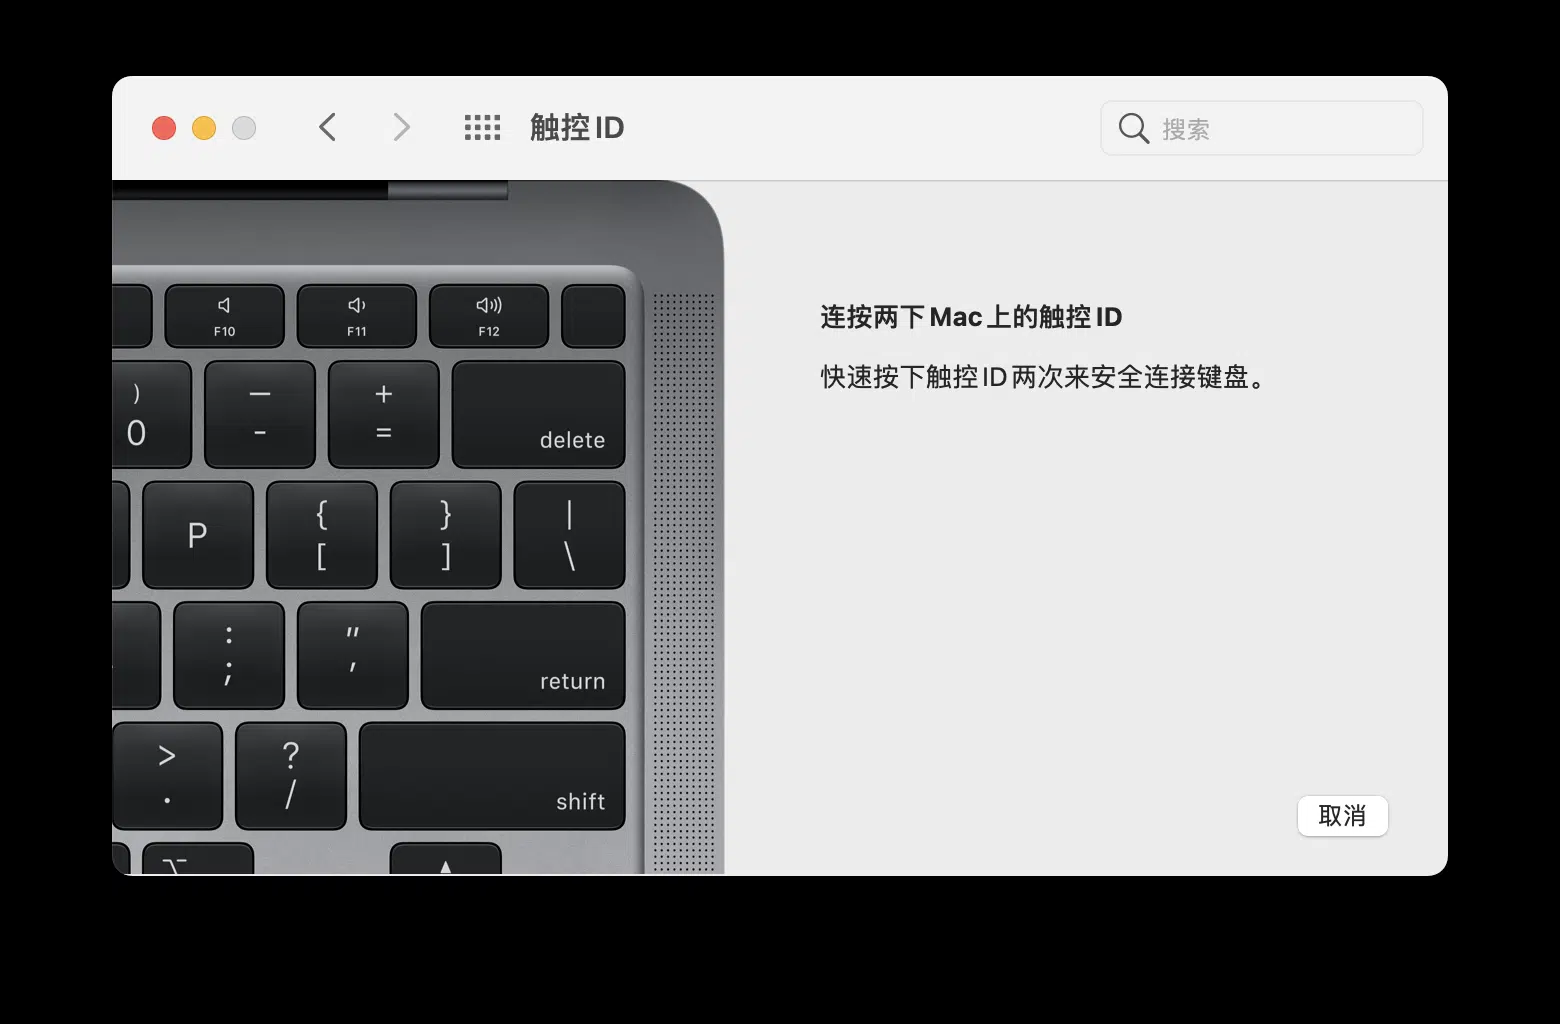 触控 ID
搜索
F10
F11
F12
)
0
—
-
+
=
delete
P
{
[
}
]
|
\
:
;
"
'
return
>
.
?
/
shift
连按两下 Mac 上的触控 ID
快速按下触控 ID 两次来安全连接键盘。
取消